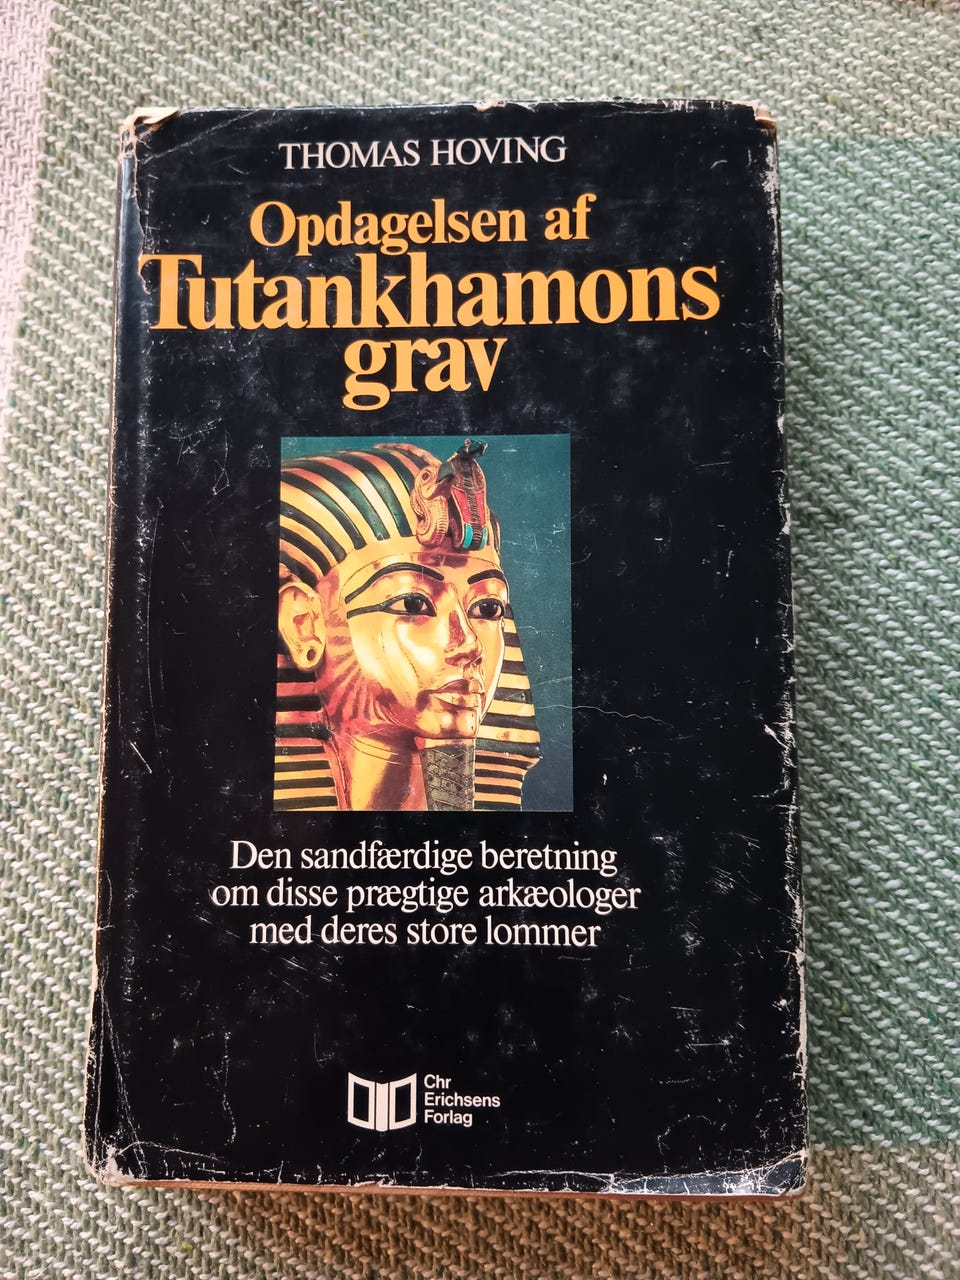 THOMAS HOVING
Opdagelsen af
Tutankhamons
grav
Den sandfærdige beretning
om disse prægtige arkæologer
med deres store lommer
Chr
Erichsens
Forlag